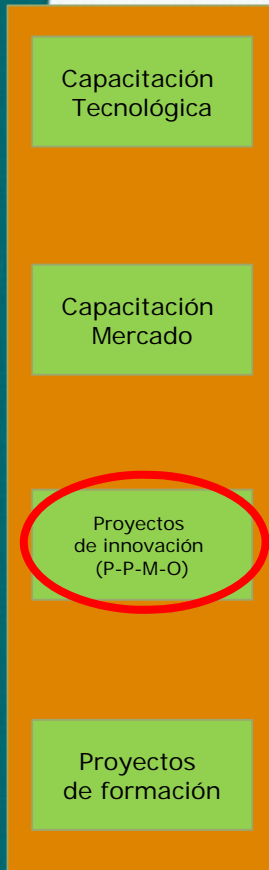 Capacitación
Tecnológica
Capacitación
Mercado
Proyectos
de innovación
(P-P-M-O)
Proyectos
de formación